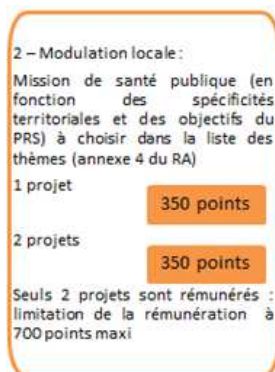 2 – Modulation locale :
Mission de santé publique (en
fonction des spécificités
territoriales et des objectifs du
PRS) à choisir dans la liste des
thèmes (annexe 4 du RA)
1 projet
350 points
2 projets
350 points
Seuls 2 projets sont rémunérés :
limitation de la rémunération à
700 points maxi